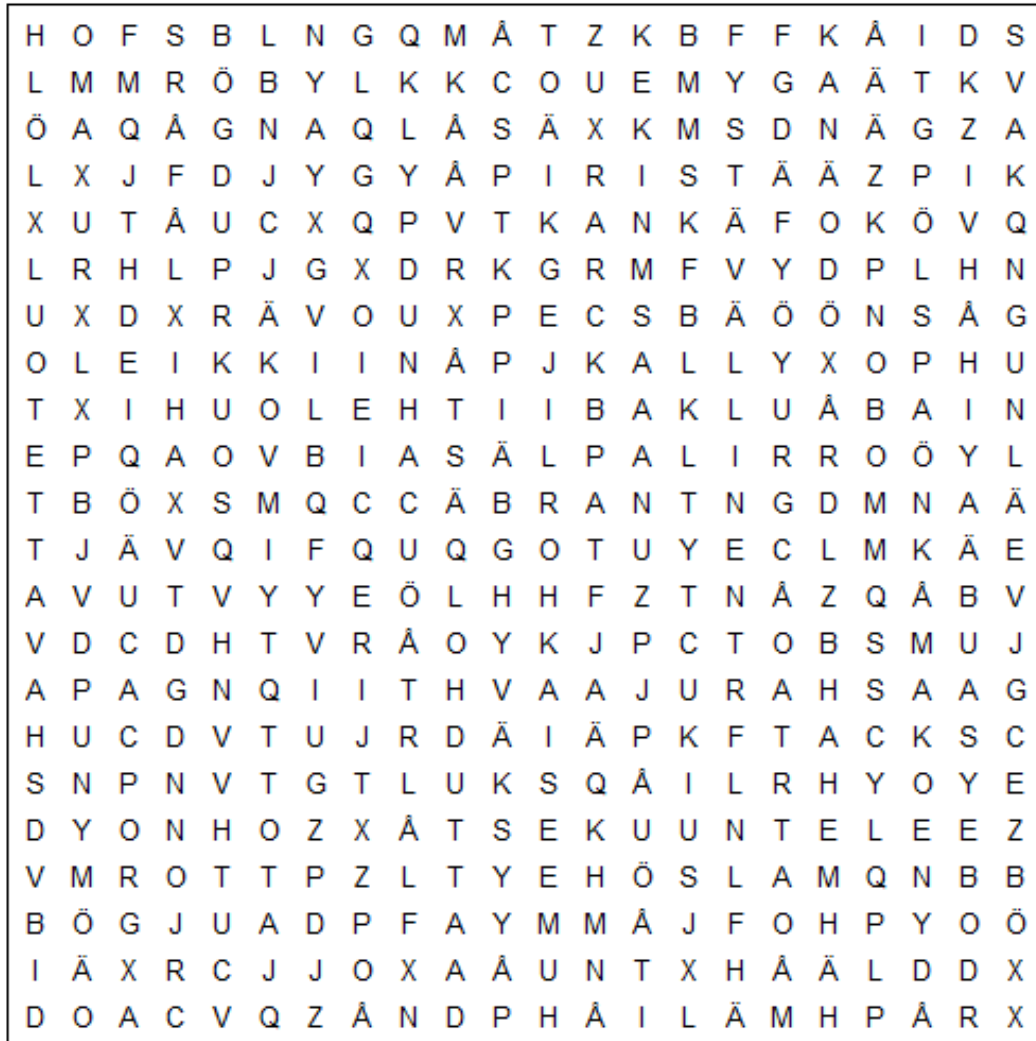 H O F S B L N G Q M Å T Z K B F F K Å I D S
L M M R Ö B Y L K K C O U E M Y G A Ä T K V
Ö A Q Å G N A Q L Å S Ä X K M S D N Ä G Z A
L X J F D J Y G Y Å P I R I S T Ä Ä Z P I K
X U T Å U C X Q P V T K A N K Ä F O K Ö V Q
L R H L P J G X D R K G R M F V Y D P L H N
U X D X R Ä V O U X P E C S B Ä Ö Ö N S Å G
O L E I K K I I N Å P J K A L L Y X O P H U
T X I H U O L E H T I I B A K L U Å B A I N
E P Q A O V B I A S Ä L P A L I R R O Ö Y L
T B Ö X S M Q C C Ä B R A N T N G D M N A Ä
T J Ä V Q I F Q U Q G O T U Y E C L M K Ä E
A V U T V Y Y E Ö L H H F Z T N Å Z Q Å B V
V D C D H T V R Å O Y K J P C T O B S M U J
A P A G N Q I I T H V A A J U R A H S A A G
H U C D V T U J R D Ä I Ä P K F T A C K S C
S N P N V T G T L U K S Q Å I L R H Y O Y E
D Y O N H O Z X Å T S E K U U N T E L E E Z
V M R O T T P Z L T Y E H Ö S L A M Q N B B
B Ö G J U A D P F A Y M M Å J F O H P Y O Ö
I Ä X R C J J O X A Å U N T X H Å Ä L D D X
D O A C V Q Z Å N D P H Å I L Ä M H P Å R X